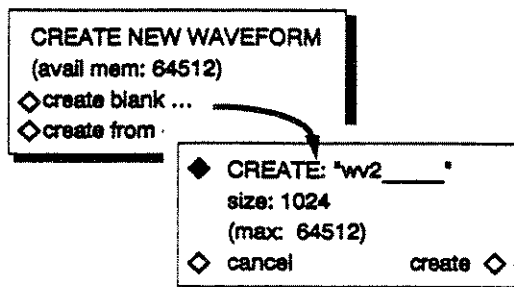 CREATE NEW WAVEFORM
(avail mem: 64512)
◇create blank ...
◇create from
◆ CREATE: "wv2_____"
size: 1024
(max: 64512)
◇ cancel create ◇